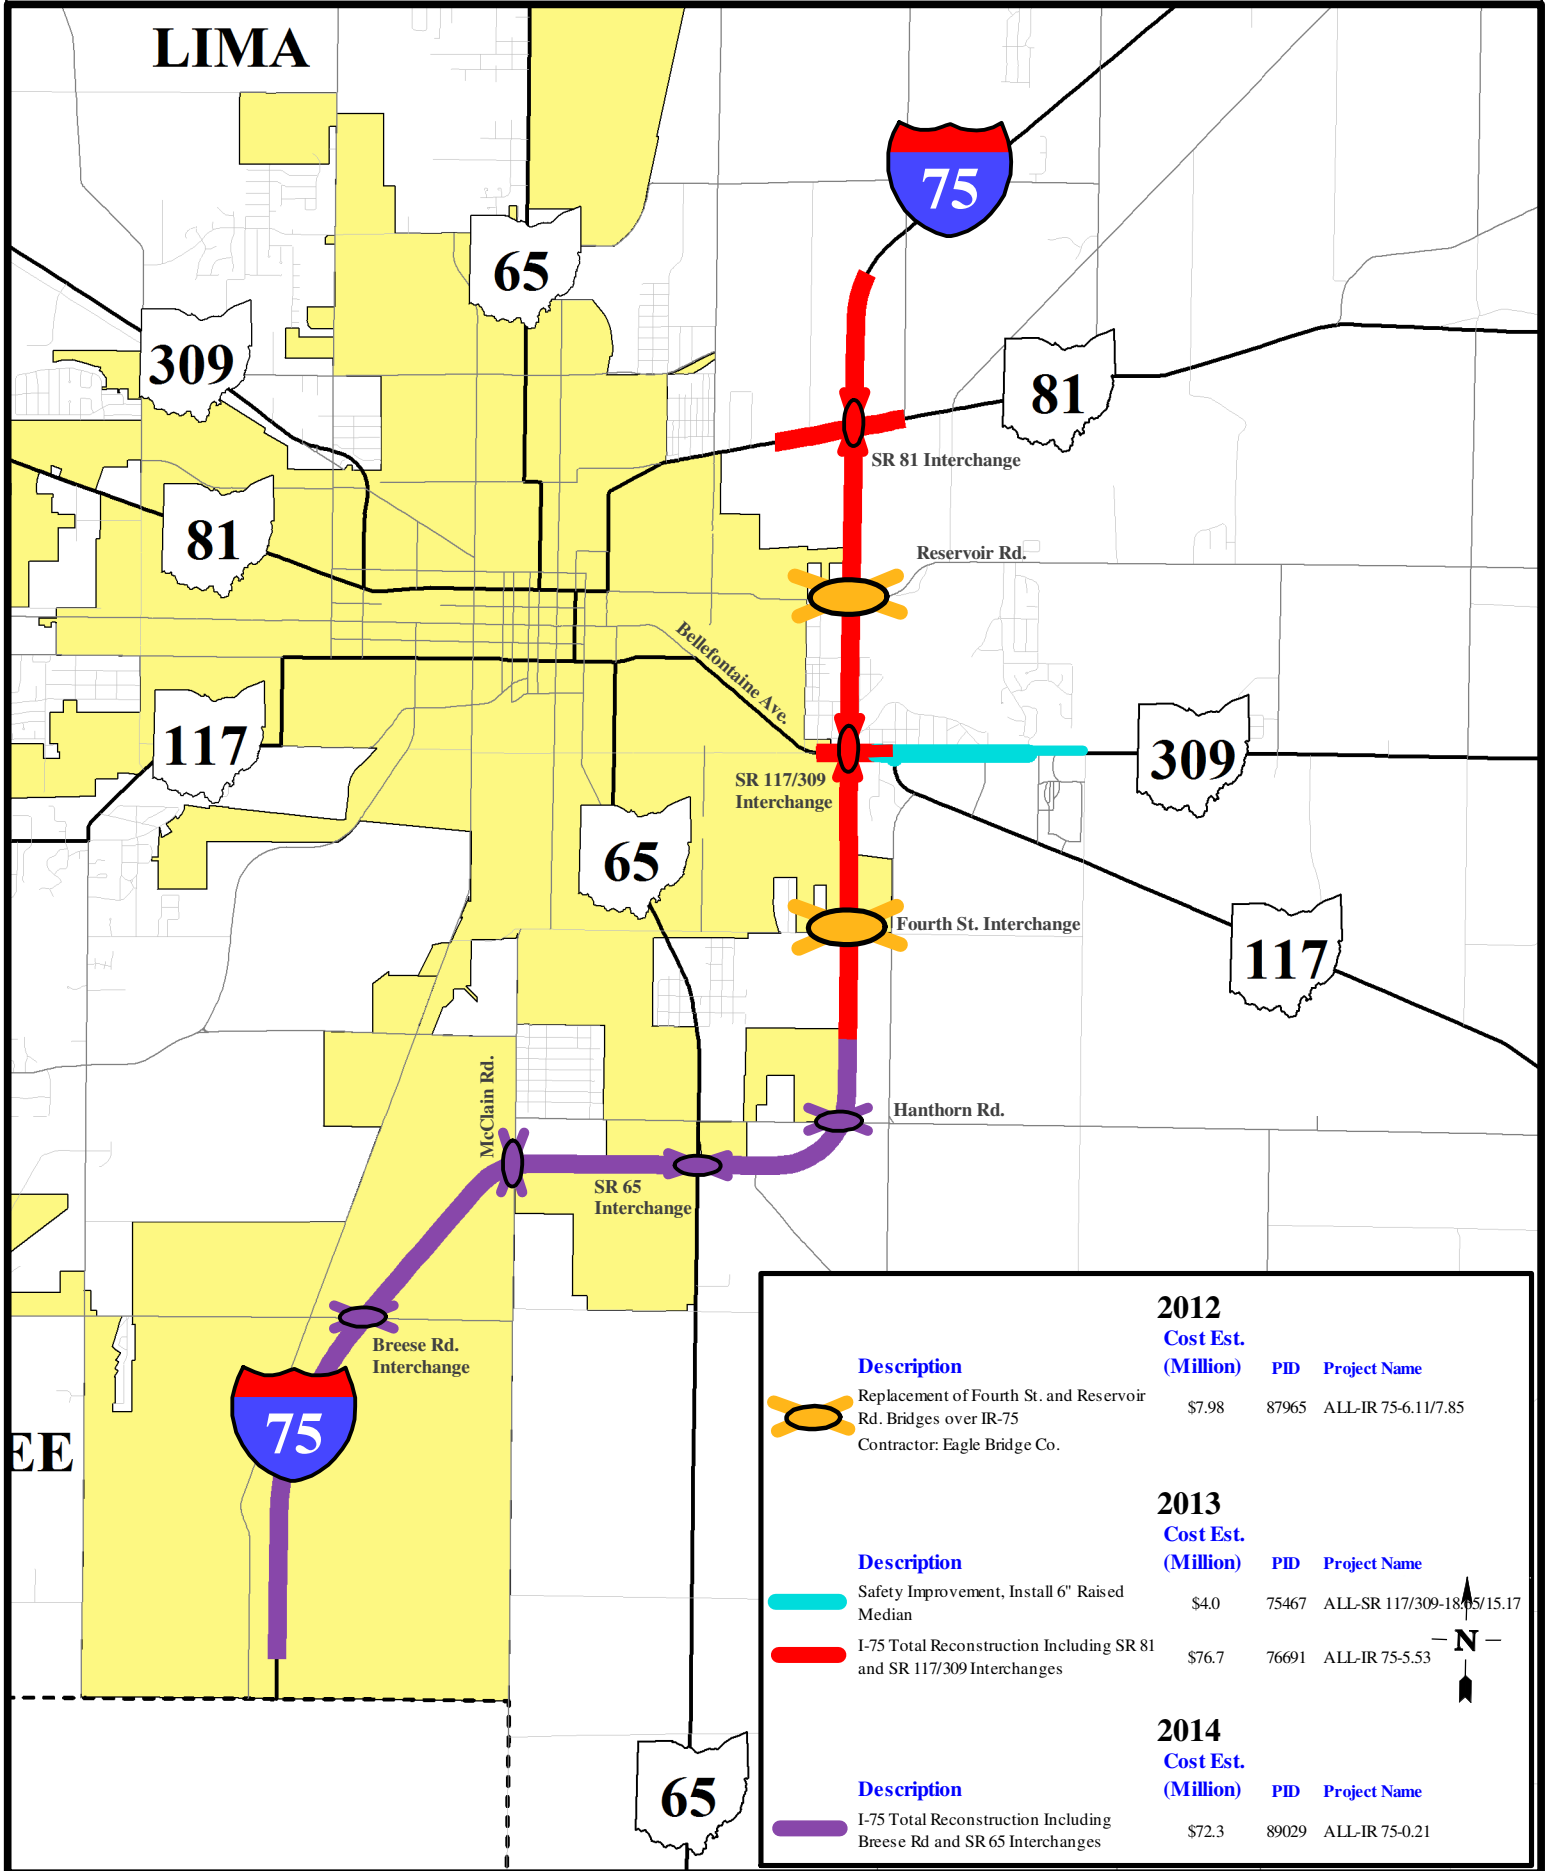 LIMA
75
65
309
81
SR 81 Interchange
81
Reservoir Rd.
Bellefontaine Ave.
117
309
SR 117/309
Interchange
65
Fourth St. Interchange
117
McClain Rd.
Hanthorn Rd.
SR 65
Interchange
Breese Rd.
Interchange
75
EE
65
2012
Cost Est.
Description (Million) PID Project Name
Replacement of Fourth St. and Reservoir
Rd. Bridges over IR-75 $7.98 87965 ALL-IR 75-6.11/7.85
Contractor: Eagle Bridge Co.
2013
Cost Est.
Description (Million) PID Project Name
Safety Improvement, Install 6" Raised
Median $4.0 75467 ALL-SR 117/309-18.65/15.17
I-75 Total Reconstruction Including SR 81
and SR 117/309 Interchanges $76.7 76691 ALL-IR 75-5.53
N
2014
Cost Est.
Description (Million) PID Project Name
I-75 Total Reconstruction Including
Breese Rd and SR 65 Interchanges $72.3 89029 ALL-IR 75-0.21